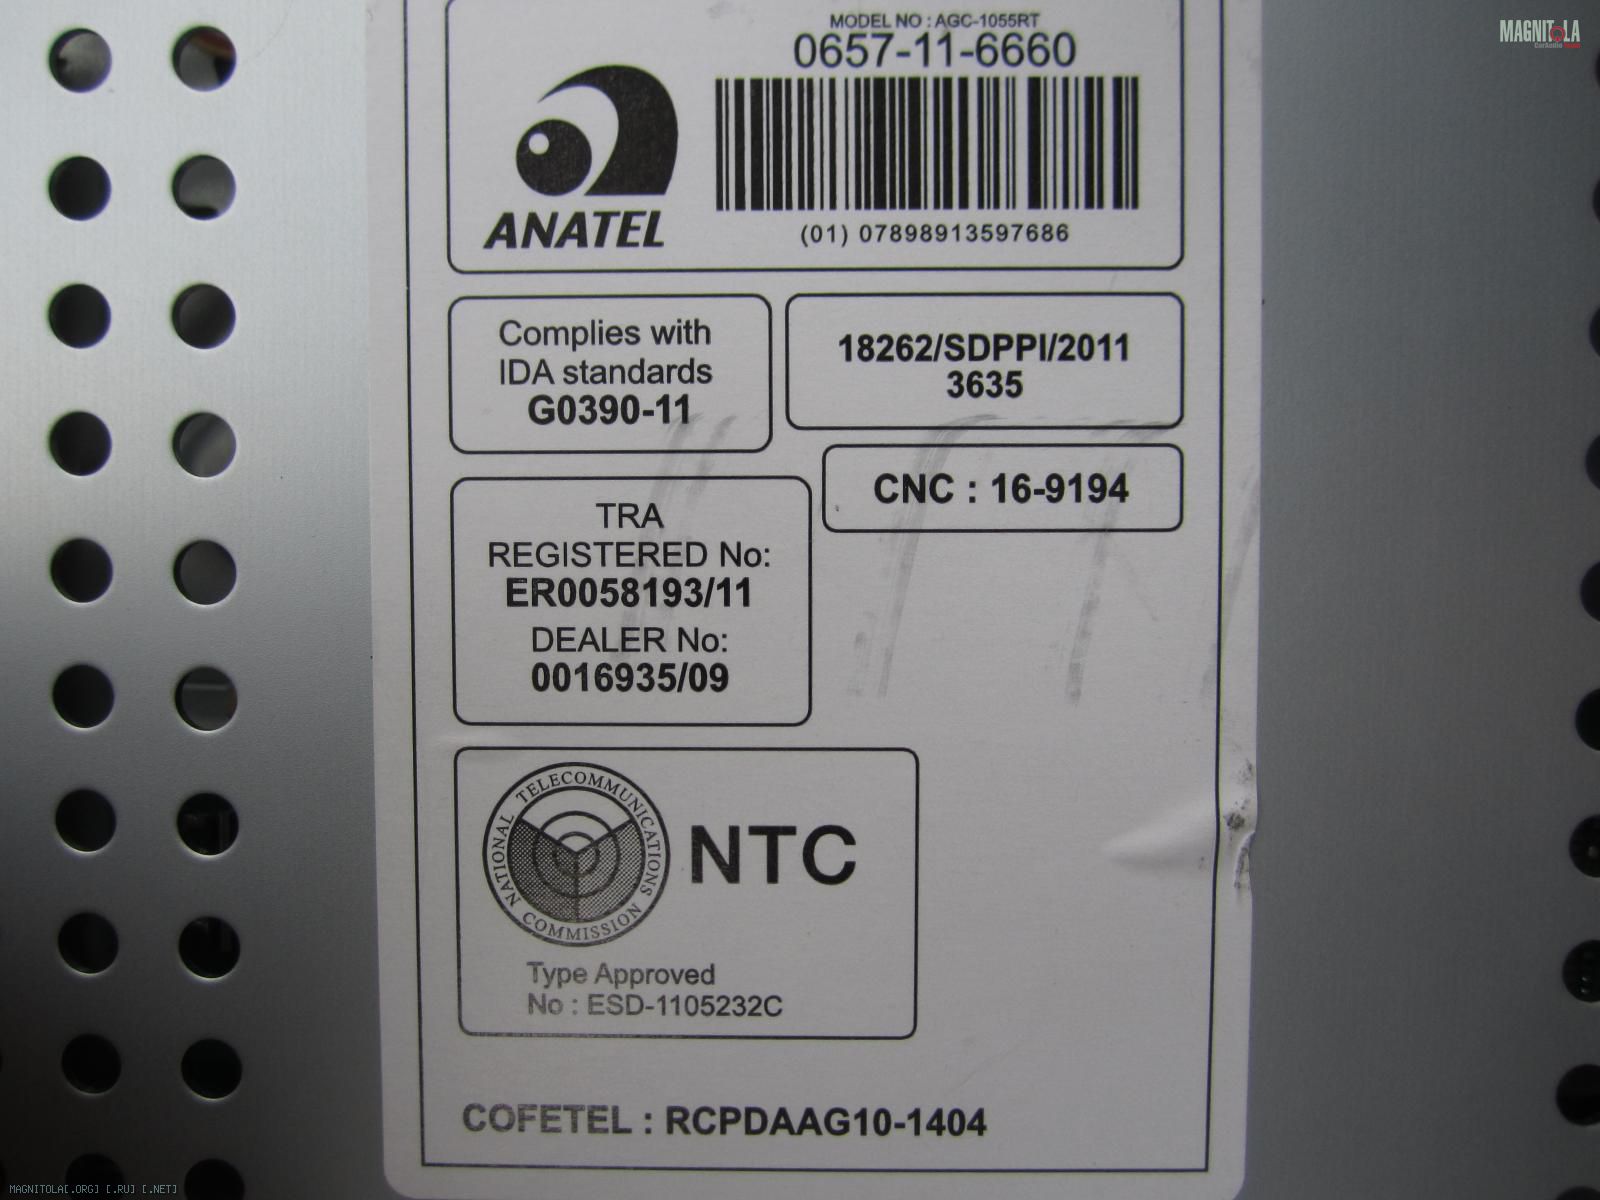 MAGNITOLA
CarAudio Team
MODEL NO : AGC-1055RT
0657-11-6660
ANATEL
(01) 07898913597686
Complies with
IDA standards
G0390-11
18262/SDPPI/2011
3635
CNC : 16-9194
TRA
REGISTERED No:
ER0058193/11
DEALER No:
0016935/09
NATIONAL TELECOMMUNICATIONS COMMISSION
NTC
Type Approved
No : ESD-1105232C
COFETEL : RCPDAAG10-1404
MAGNITOLA[.ORG] [.RU] [.NET]